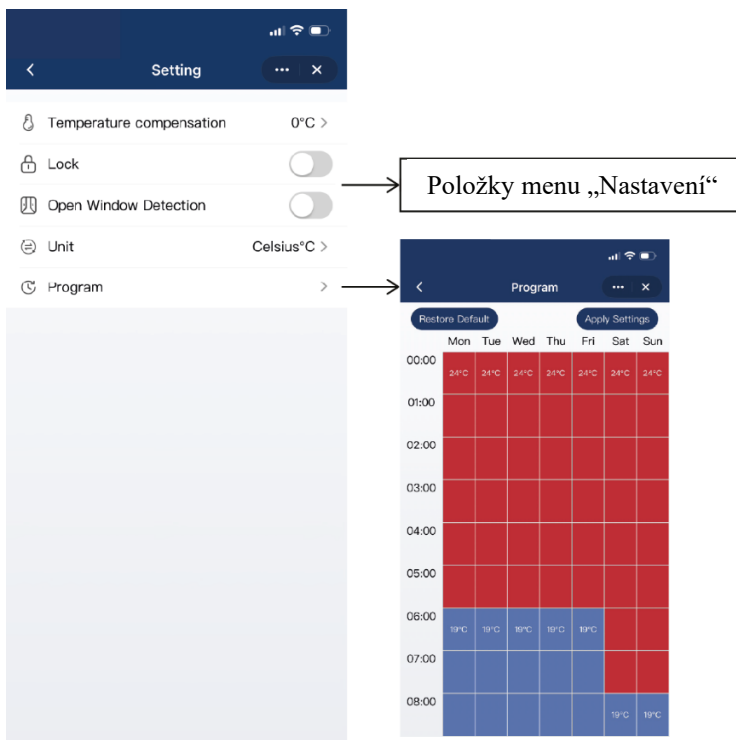 Setting
Temperature compensation 0°C >
Lock
Open Window Detection
Unit Celsius°C >
Program >
Položky menu „Nastavení“
Program
Restore Default Apply Settings
Mon Tue Wed Thu Fri Sat Sun
00:00
24°C 24°C 24°C 24°C 24°C 24°C 24°C
01:00
02:00
03:00
04:00
05:00
06:00
19°C 19°C 19°C 19°C 19°C
07:00
08:00
19°C 19°C